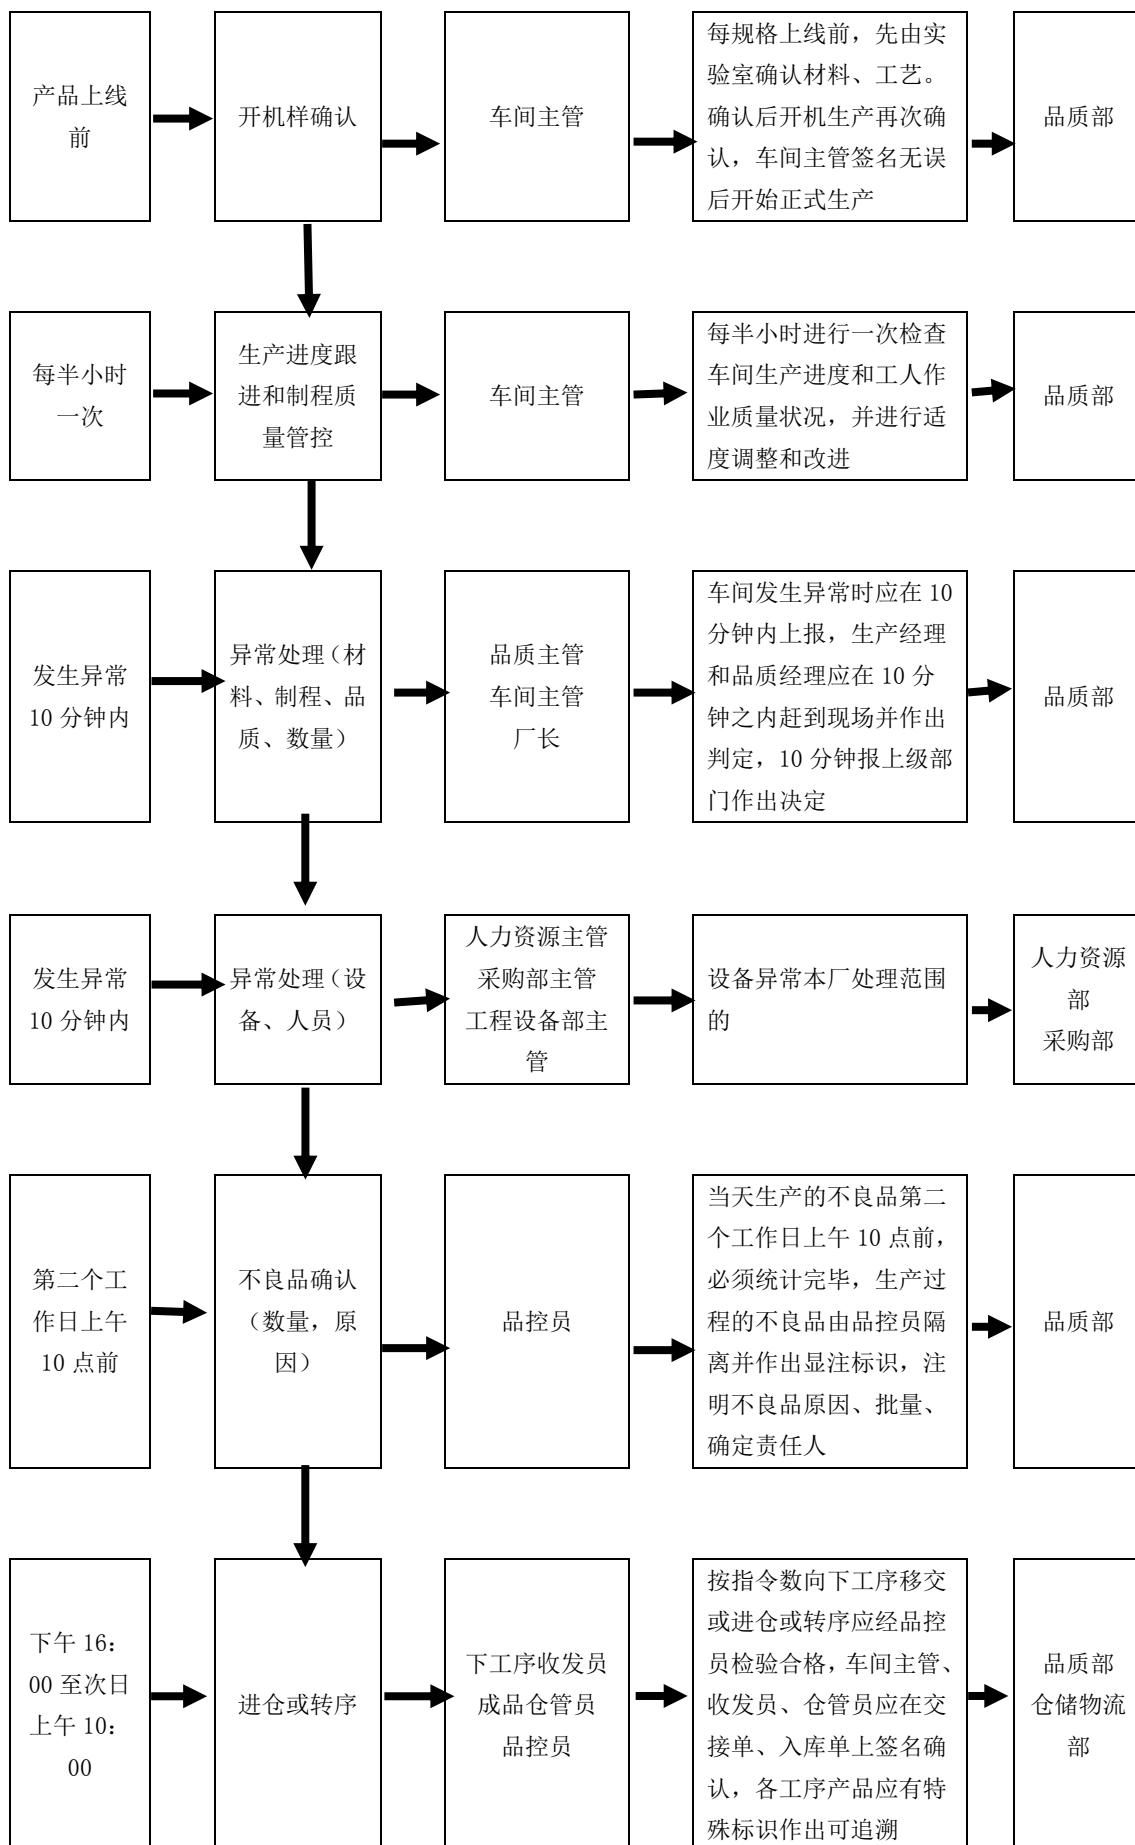 产品上线
前
开机样确认
车间主管
每规格上线前，先由实
验室确认材料、工艺。
确认后开机生产再次确
认，车间主管签名无误
后开始正式生产
品质部
每半小时
一次
生产进度跟
进和制程质
量管控
车间主管
每半小时进行一次检查
车间生产进度和工人作
业质量状况，并进行适
度调整和改进
品质部
发生异常
10 分钟内
异常处理（材
料、制程、品
质、数量）
品质主管
车间主管
厂长
车间发生异常时应在 10
分钟内上报，生产经理
和品质经理应在 10 分
钟之内赶到现场并作出
判定，10 分钟报上级部
门作出决定
品质部
发生异常
10 分钟内
异常处理（设
备、人员）
人力资源主管
采购部主管
工程设备部主
管
设备异常本厂处理范围
的
人力资源
部
采购部
第二个工
作日上午
10 点前
不良品确认
（数量，原
因）
品控员
当天生产的不良品第二
个工作日上午 10 点前，
必须统计完毕，生产过
程的不良品由品控员隔
离并作出显注标识，注
明不良品原因、批量、
确定责任人
品质部
下午 16：
00 至次日
上午 10：
00
进仓或转序
下工序收发员
成品仓管员
品控员
按指令数向下工序移交
或进仓或转序应经品控
员检验合格，车间主管、
收发员、仓管员应在交
接单、入库单上签名确
认，各工序产品应有特
殊标识作出可追溯
品质部
仓储物流
部